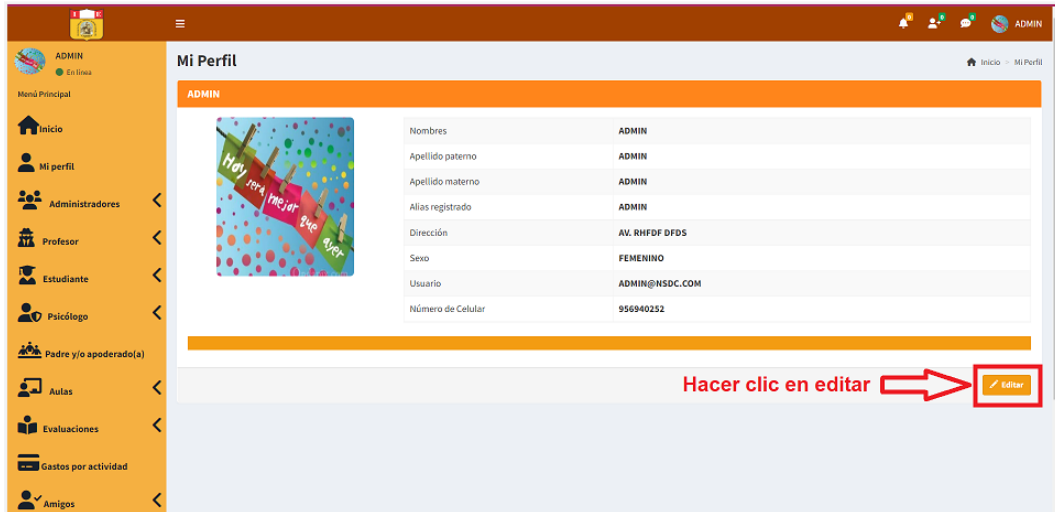 I E
ADMIN
ADMIN
En línea
Menú Principal
Inicio
Mi perfil
Administradores
Profesor
Estudiante
Psicólogo
Padre y/o apoderado(a)
Aulas
Evaluaciones
Gastos por actividad
Amigos
Mi Perfil
Inicio > Mi Perfil
ADMIN
Hoy será mejor que ayer
Nombres ADMIN
Apellido paterno ADMIN
Apellido materno ADMIN
Alias registrado ADMIN
Dirección AV. RHFDF DFDS
Sexo FEMENINO
Usuario ADMIN@NSDC.COM
Número de Celular 956940252
Hacer clic en editar
Editar